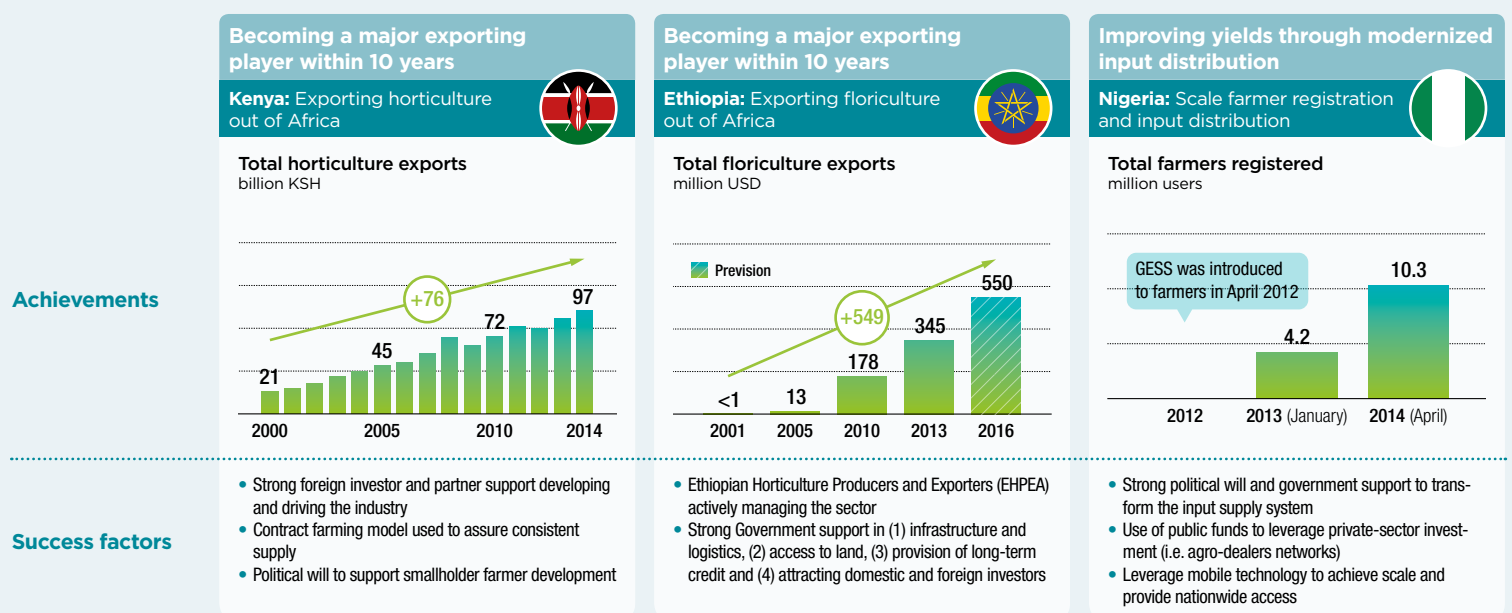 Becoming a major exporting
player within 10 years
Kenya: Exporting horticulture
out of Africa
Becoming a major exporting
player within 10 years
Ethiopia: Exporting floriculture
out of Africa
Improving yields through modernized
input distribution
Nigeria: Scale farmer registration
and input distribution
Achievements
Total horticulture exports
billion KSH
+76
21
45
72
97
2000
2005
2010
2014
Total floriculture exports
million USD
Prevision
+549
<1
13
178
345
550
2001
2005
2010
2013
2016
Total farmers registered
million users
GESS was introduced
to farmers in April 2012
4.2
10.3
2012
2013 (January)
2014 (April)
Success factors
• Strong foreign investor and partner support developing
and driving the industry
• Contract farming model used to assure consistent
supply
• Political will to support smallholder farmer development
• Ethiopian Horticulture Producers and Exporters (EHPEA)
actively managing the sector
• Strong Government support in (1) infrastructure and
logistics, (2) access to land, (3) provision of long-term
credit and (4) attracting domestic and foreign investors
• Strong political will and government support to trans-
form the input supply system
• Use of public funds to leverage private-sector invest-
ment (i.e. agro-dealers networks)
• Leverage mobile technology to achieve scale and
provide nationwide access